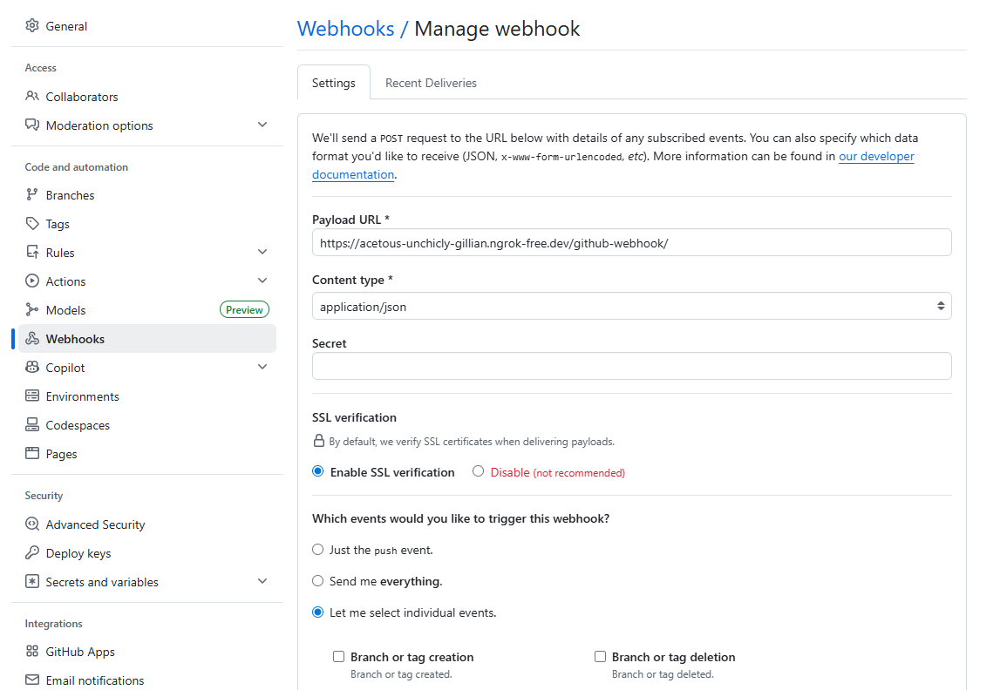 General
Access
Collaborators
Moderation options
Code and automation
Branches
Tags
Rules
Actions
Models
Preview
Webhooks
Copilot
Environments
Codespaces
Pages
Security
Advanced Security
Deploy keys
Secrets and variables
Integrations
GitHub Apps
Email notifications
Webhooks / Manage webhook
Settings
Recent Deliveries
We'll send a POST request to the URL below with details of any subscribed events. You can also specify which data
format you'd like to receive (JSON, x-www-form-urlencoded, etc). More information can be found in our developer
documentation.
Payload URL *
https://acetous-unchicly-gillian.ngrok-free.dev/github-webhook/
Content type *
application/json
Secret
SSL verification
By default, we verify SSL certificates when delivering payloads.
Enable SSL verification
Disable (not recommended)
Which events would you like to trigger this webhook?
Just the push event.
Send me everything.
Let me select individual events.
Branch or tag creation
Branch or tag created.
Branch or tag deletion
Branch or tag deleted.